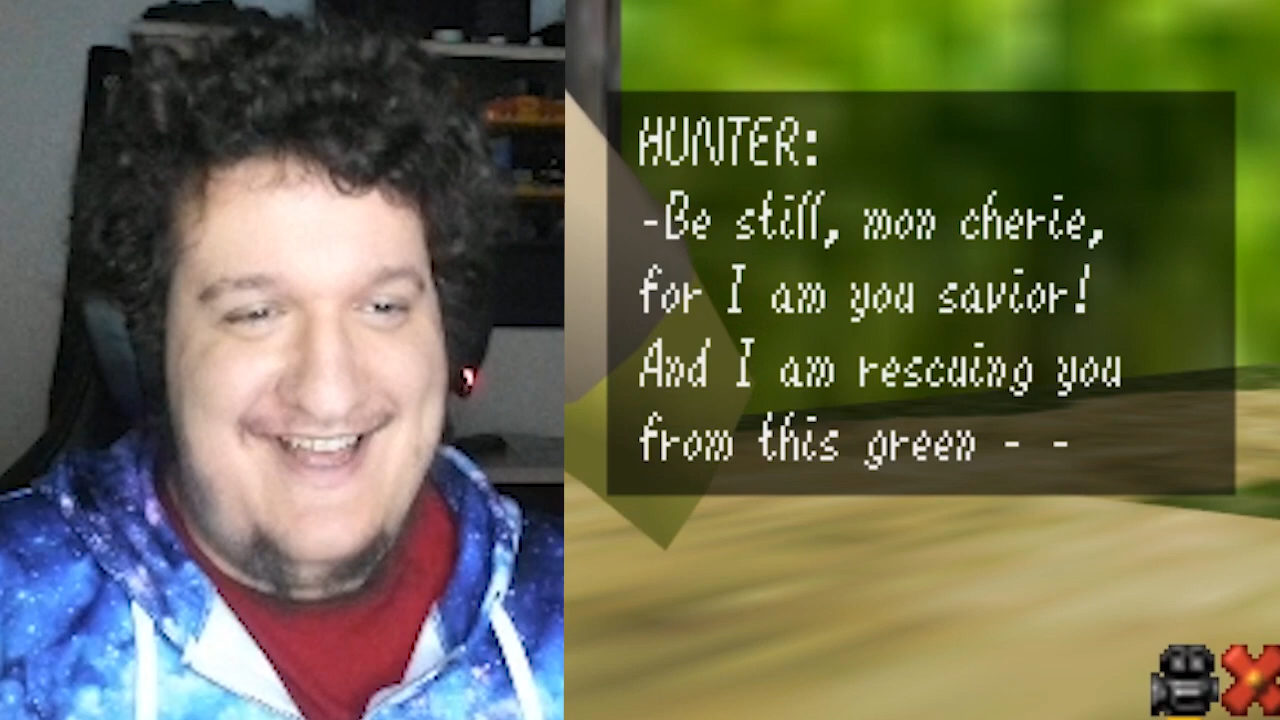 HUNTER:
-Be still, mon cherie,
for I am you savior!
And I am rescuing you
from this green - -